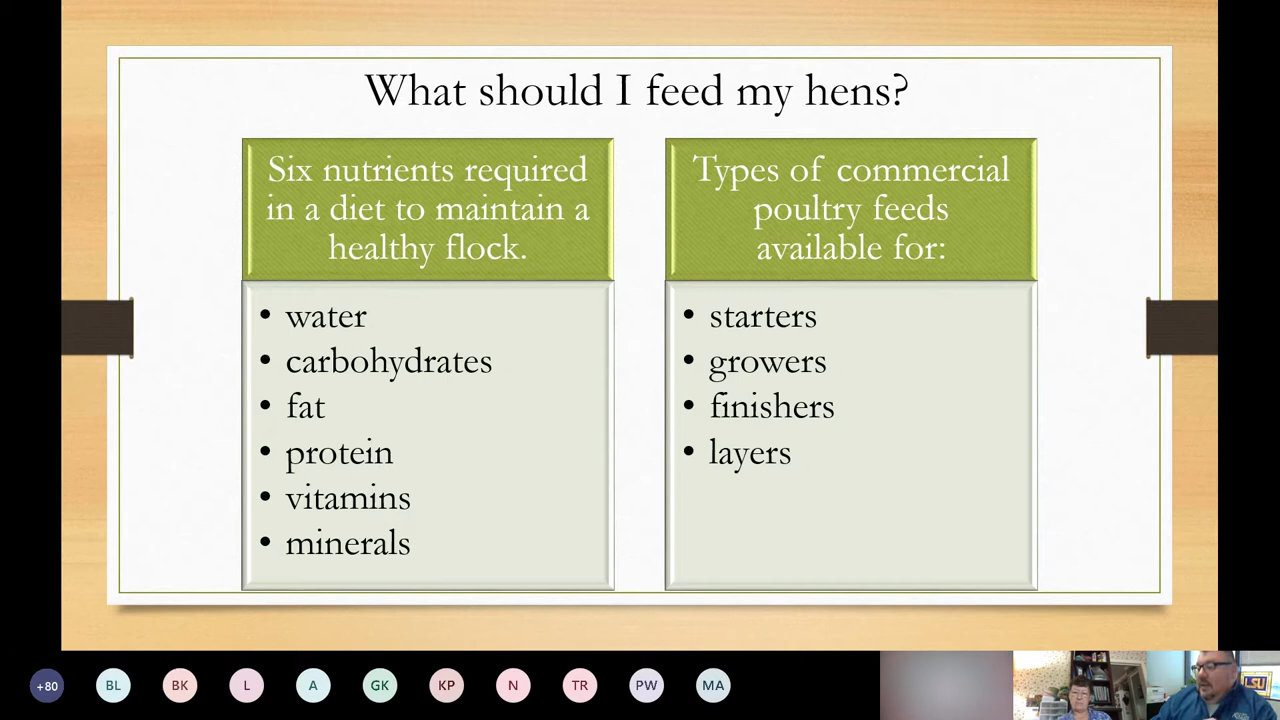 What should I feed my hens?
Six nutrients required
in a diet to maintain a
healthy flock.
• water
• carbohydrates
• fat
• protein
• vitamins
• minerals
Types of commercial
poultry feeds
available for:
• starters
• growers
• finishers
• layers
+80
BL
BK
L
A
GK
KP
N
TR
PW
MA
LSU